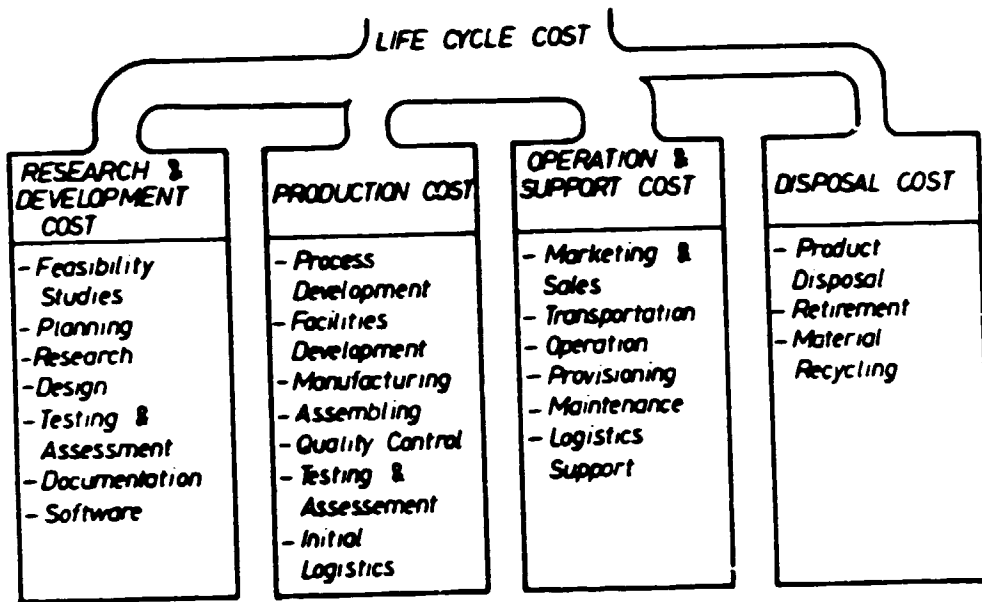 LIFE CYCLE COST
RESEARCH &
DEVELOPMENT
COST
- Feasibility
Studies
- Planning
- Research
- Design
- Testing &
Assessment
- Documentation
- Software
PRODUCTION COST
- Process
Development
- Facilities
Development
- Manufacturing
- Assembling
- Quality Control
- Testing &
Assessement
- Initial
Logistics
OPERATION &
SUPPORT COST
- Marketing &
Sales
- Transportation
- Operation
- Provisioning
- Maintenance
- Logistics
Support
DISPOSAL COST
- Product
Disposal
- Retirement
- Material
Recycling